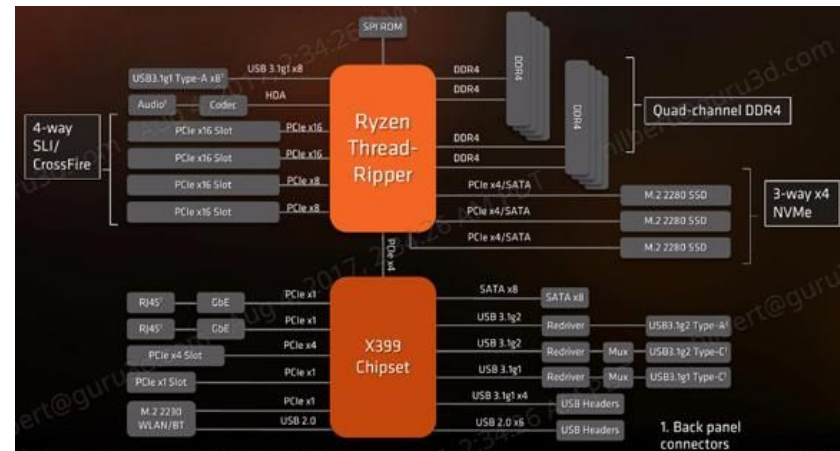 SPI ROM
USB3.1g1 Type-A x8¹
USB 3.1g1 x8
Audio¹
Codec
HDA
4-way
SLI/
CrossFire
PCIe x16 Slot
PCIe x16
PCIe x16 Slot
PCIe x16
PCIe x16 Slot
PCIe x8
PCIe x16 Slot
PCIe x8
Ryzen
Thread-
Ripper
DDR4
DDR4
DDR4
DDR4
DDR4
DDR4
Quad-channel DDR4
PCIe x4/SATA
M.2 2280 SSD
PCIe x4/SATA
M.2 2280 SSD
PCIe x4/SATA
M.2 2280 SSD
3-way x4
NVMe
PCIe x4
RJ45¹
GbE
PCIe x1
RJ45¹
GbE
PCIe x1
PCIe x4 Slot
PCIe x4
PCIe x1 Slot
PCIe x1
M.2 2230
WLAN/BT
PCIe x1
USB 2.0
X399
Chipset
SATA x8
SATA x8
USB 3.1g2
Redriver
USB3.1g2 Type-A¹
USB 3.1g2
Redriver
Mux
USB3.1g2 Type-C¹
USB 3.1g1
Redriver
Mux
USB3.1g1 Type-C¹
USB 3.1g1 x4
USB Headers
USB 2.0 x6
USB Headers
1. Back panel
connectors